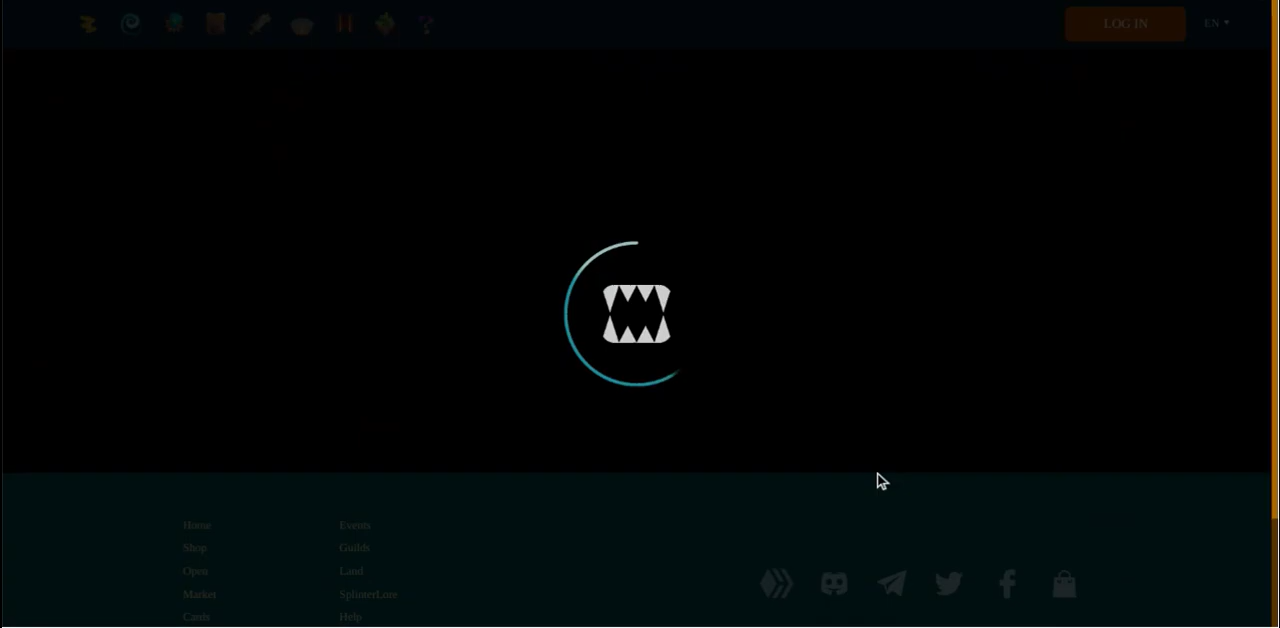 LOG IN
EN
Home
Events
Shop
Guilds
Open
Land
Market
SplinterLore
Cards
Help